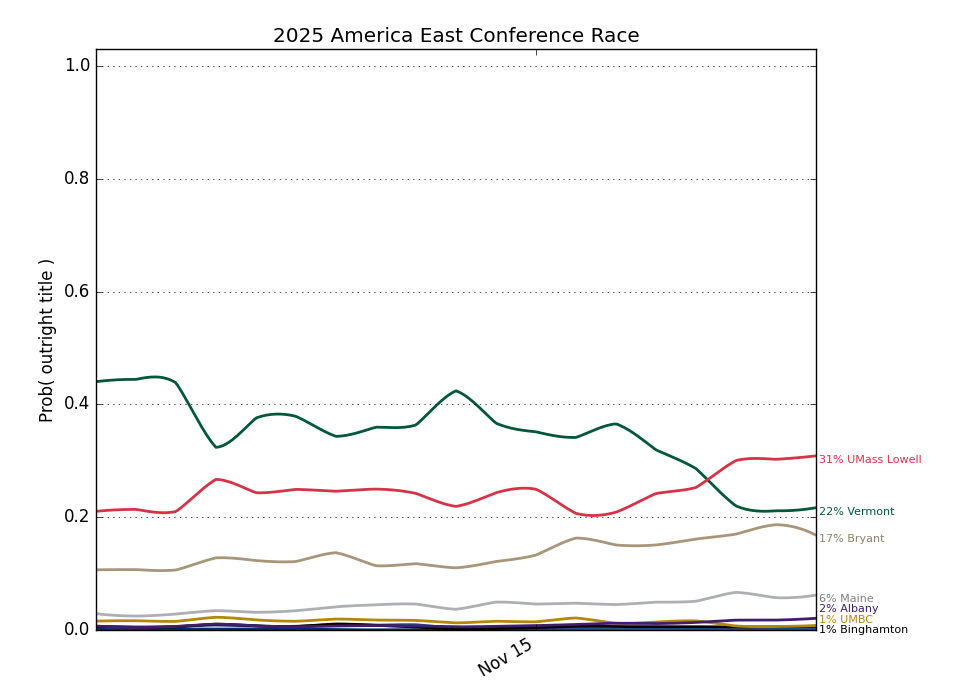 2025 America East Conference Race
1.0
0.8
0.6
0.4
0.2
0.0
Prob( outright title )
Nov 15
31% UMass Lowell
22% Vermont
17% Bryant
6% Maine
2% Albany
1% UMBC
1% Binghamton